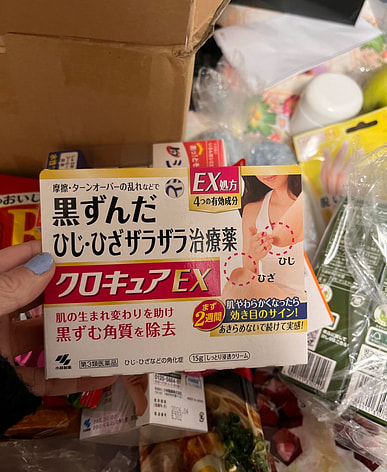 摩擦・ターンオーバーの乱れなどで
EX処方
4つの有効成分
黒ずんだ
ひじ・ひざザラザラ治療薬
クロキュアEX
ひじ
ひざ
肌の生まれ変わりを助け
黒ずむ角質を除去
まず
2週間
肌やわらかくなったら
効き目のサイン!
あきらめないで続けて実感!
小林製薬
第3類医薬品
ひじ・ひざなどの角化症
15g
しっとり浸透クリーム